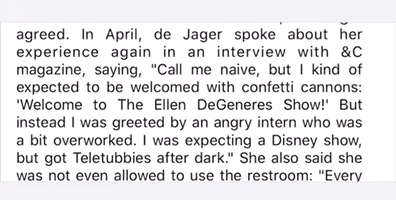 agreed. In April, de Jager spoke about her
experience again in an interview with &C
magazine, saying, "Call me naive, but I kind of
expected to be welcomed with confetti cannons:
'Welcome to The Ellen DeGeneres Show!' But
instead I was greeted by an angry intern who was
a bit overworked. I was expecting a Disney show,
but got Teletubbies after dark." She also said she
was not even allowed to use the restroom: "Every